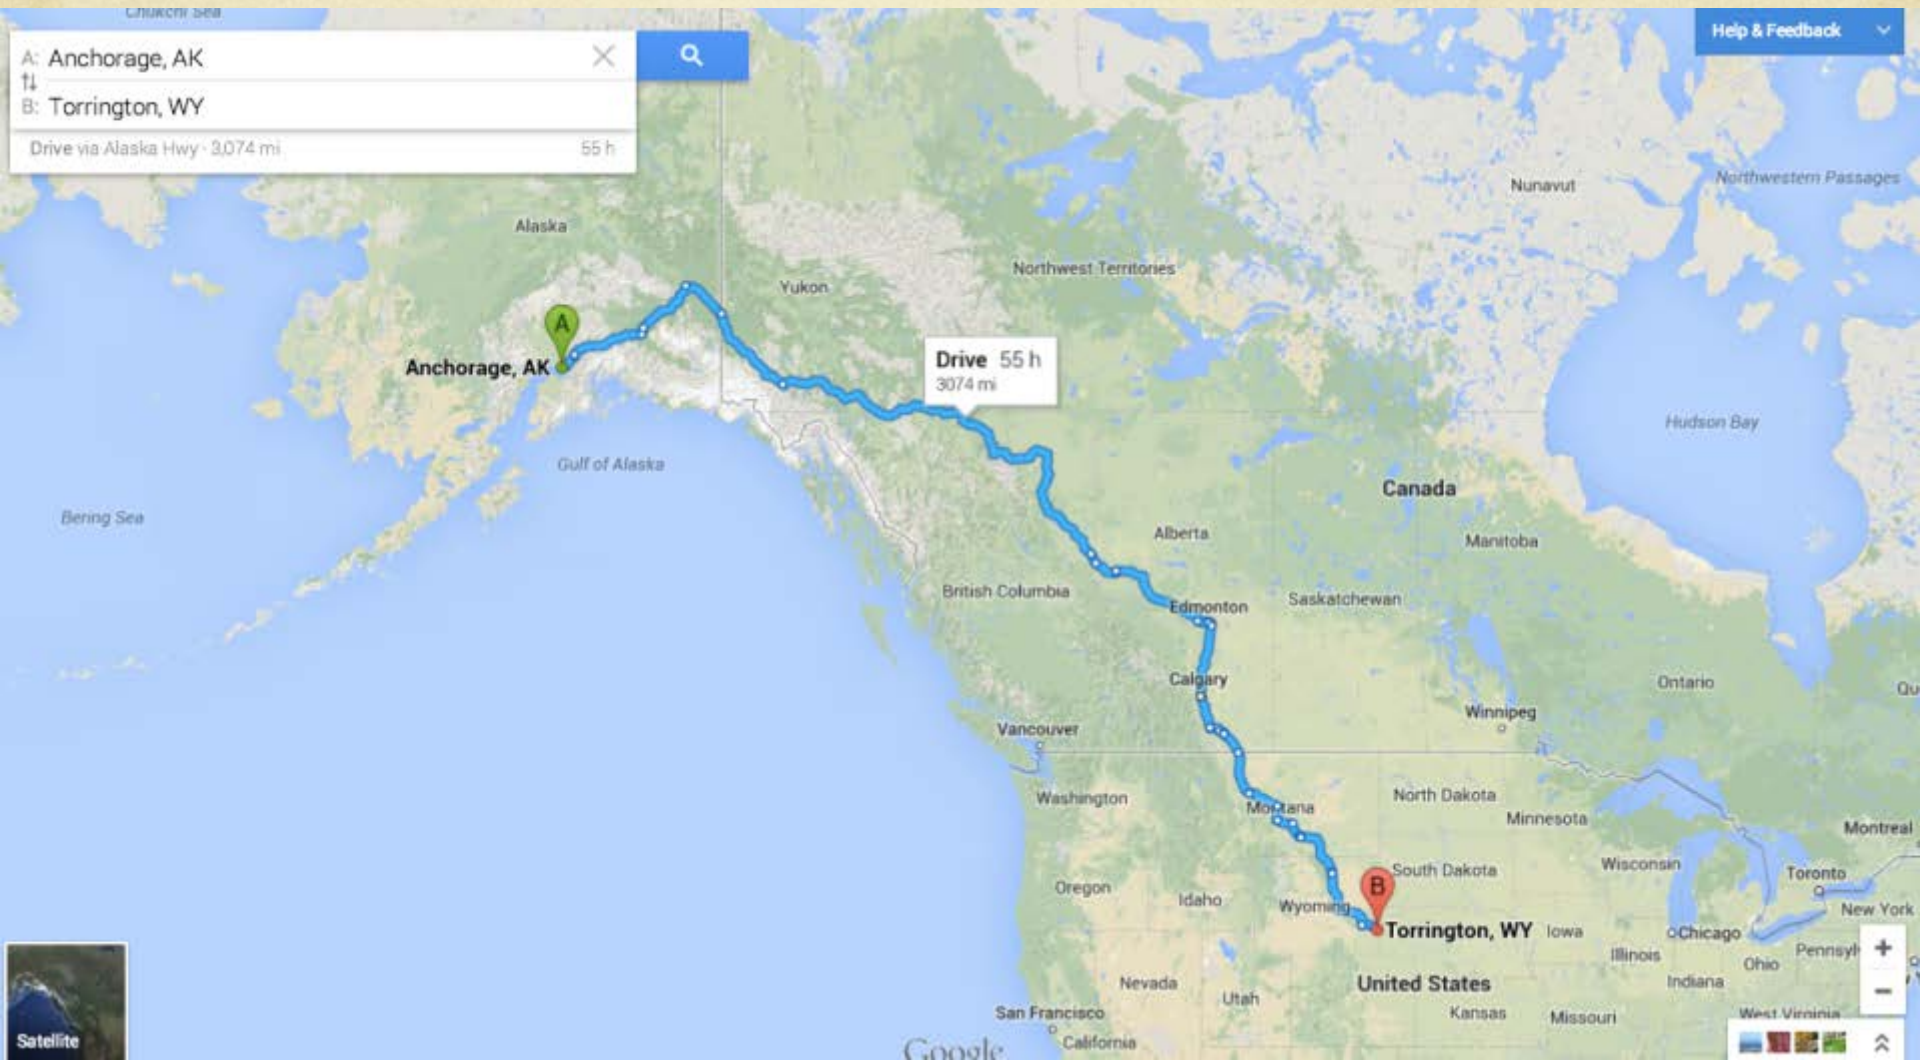 Chukchi Sea
A: Anchorage, AK
B: Torrington, WY
Drive via Alaska Hwy - 3,074 mi 55 h
Help & Feedback
Nunavut
Northwestern Passages
Alaska
Northwest Territories
Yukon
A
Drive 55 h
3074 mi
Anchorage, AK
Hudson Bay
Gulf of Alaska
Canada
Bering Sea
Alberta
Manitoba
British Columbia
Saskatchewan
Edmonton
Calgary
Ontario
Qu
Winnipeg
Vancouver
Washington
Montana
North Dakota
Minnesota
Montreal
Wisconsin
South Dakota
Toronto
B
Oregon
Idaho
Wyoming
New York
Torrington, WY
Iowa
Chicago
Pennsyl
Illinois
Ohio
Nevada
United States
Indiana
Utah
San Francisco
Kansas
Missouri
West Virginia
Satellite
Google
California